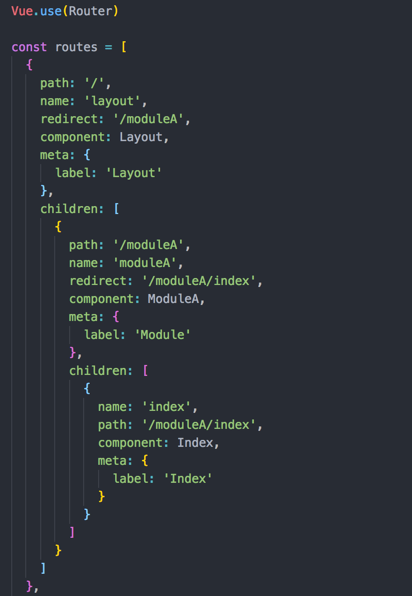 Vue.use(Router)
const routes = [
{
path: '/',
name: 'layout',
redirect: '/moduleA',
component: Layout,
meta: {
label: 'Layout'
},
children: [
{
path: '/moduleA',
name: 'moduleA',
redirect: '/moduleA/index',
component: ModuleA,
meta: {
label: 'Module'
},
children: [
{
name: 'index',
path: '/moduleA/index',
component: Index,
meta: {
label: 'Index'
}
}
]
}
]
},